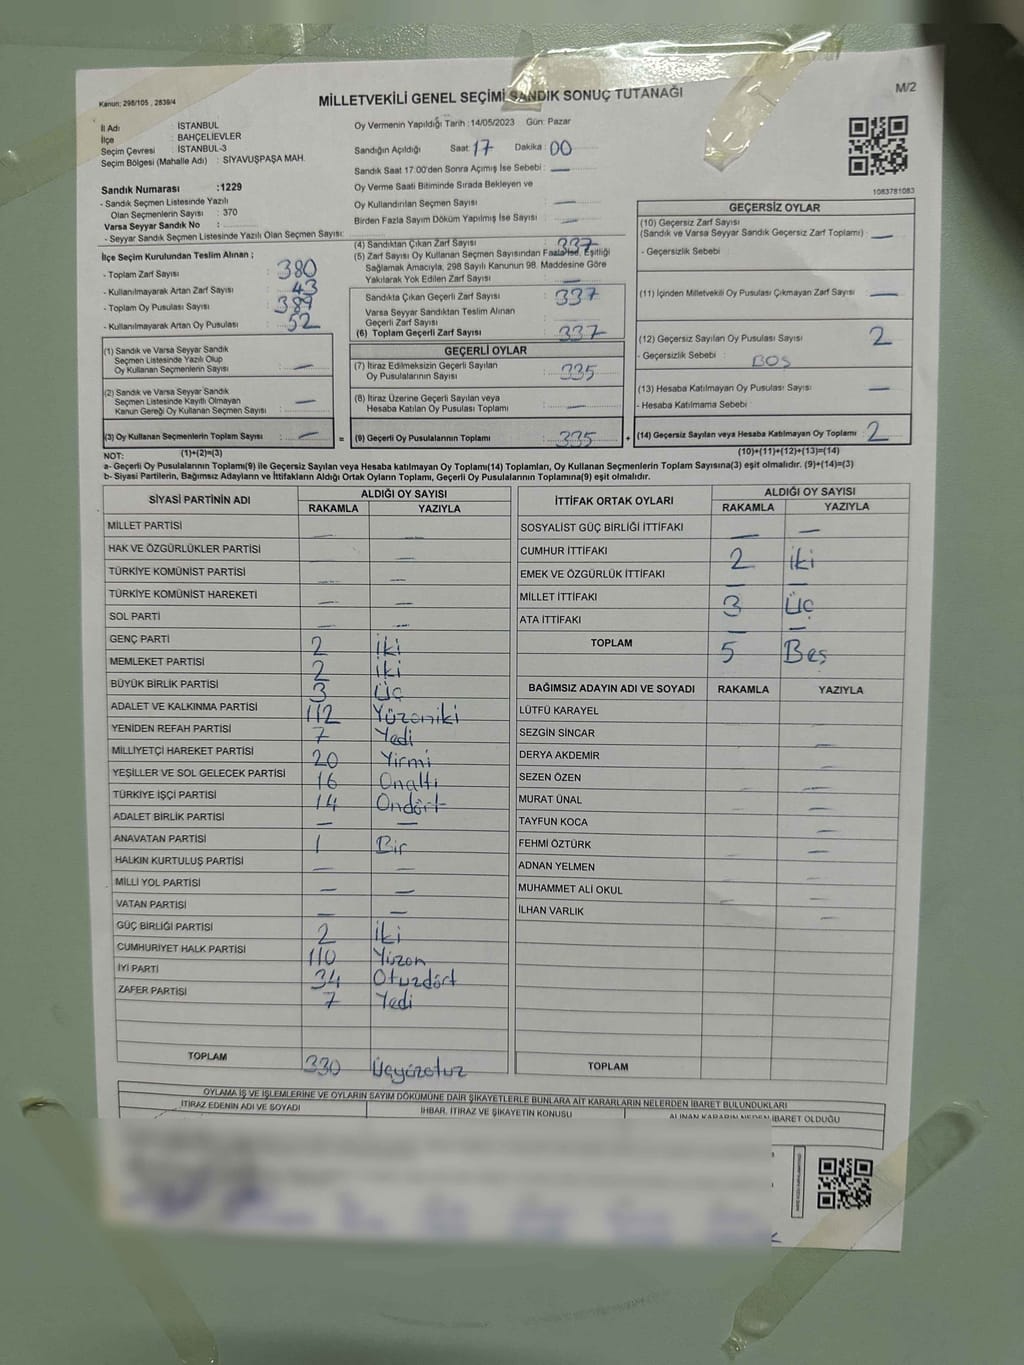 Kanun: 298/105 , 2839/4
MİLLETVEKİLİ GENEL SEÇİMİ SANDIK SONUÇ TUTANAĞI
M/2
İl Adı : İSTANBUL
İlçe : BAHÇELİEVLER
Seçim Çevresi : İSTANBUL-3
Seçim Bölgesi (Mahalle Adı) : SİYAVUŞPAŞA MAH.
Sandık Numarası :1229
- Sandık Seçmen Listesinde Yazılı
Olan Seçmenlerin Sayısı : 370
Varsa Seyyar Sandık No :
- Seyyar Sandık Seçmen Listesinde Yazılı Olan Seçmen Sayısı:
Oy Vermenin Yapıldığı Tarih :14/05/2023 Gün: Pazar
Sandığın Açıldığı Saat: 17 Dakika : 00
Sandık Saat 17:00'den Sonra Açılmış İse Sebebi : —
Oy Verme Saati Bitiminde Sırada Bekleyen ve
Oy Kullandırılan Seçmen Sayısı : —
Birden Fazla Sayım Döküm Yapılmış İse Sayısı : —
1083781083
İlçe Seçim Kurulundan Teslim Alınan ;
- Toplam Zarf Sayısı : 380
- Kullanılmayarak Artan Zarf Sayısı : 43
- Toplam Oy Pusulası Sayısı : 389
- Kullanılmayarak Artan Oy Pusulası : 52
(1) Sandık ve Varsa Seyyar Sandık
Seçmen Listesinde Yazılı Olup
Oy Kullanan Seçmenlerin Sayısı : —
(2) Sandık ve Varsa Seyyar Sandık
Seçmen Listesinde Kayıtlı Olmayan
Kanun Gereği Oy Kullanan Seçmen Sayısı : —
(3) Oy Kullanan Seçmenlerin Toplam Sayısı : —
(1)+(2)=(3)
(4) Sandıktan Çıkan Zarf Sayısı : 337
(5) Zarf Sayısı Oy Kullanan Seçmen Sayısından Fazla İse, Eşitliği
Sağlamak Amacıyla, 298 Sayılı Kanunun 98. Maddesine Göre
Yakılarak Yok Edilen Zarf Sayısı : —
Sandıkta Çıkan Geçerli Zarf Sayısı : 337
Varsa Seyyar Sandıktan Teslim Alınan
Geçerli Zarf Sayısı :
(6) Toplam Geçerli Zarf Sayısı : 337
GEÇERLİ OYLAR
(7) İtiraz Edilmeksizin Geçerli Sayılan
Oy Pusulalarının Sayısı : 335
(8) İtiraz Üzerine Geçerli Sayılan veya
Hesaba Katılan Oy Pusulası Toplamı : —
= (9) Geçerli Oy Pusulalarının Toplamı : 335 +
GEÇERSİZ OYLAR
(10) Geçersiz Zarf Sayısı
(Sandık ve Varsa Seyyar Sandık Geçersiz Zarf Toplamı) : —
- Geçersizlik Sebebi :
(11) İçinden Milletvekili Oy Pusulası Çıkmayan Zarf Sayısı : —
(12) Geçersiz Sayılan Oy Pusulası Sayısı : 2
- Geçersizlik Sebebi : BOŞ
(13) Hesaba Katılmayan Oy Pusulası Sayısı : —
- Hesaba Katılmama Sebebi :
(14) Geçersiz Sayılan veya Hesaba Katılmayan Oy Toplamı : 2
(10)+(11)+(12)+(13)=(14)
NOT:
a- Geçerli Oy Pusulalarının Toplamı(9) ile Geçersiz Sayılan veya Hesaba katılmayan Oy Toplamı(14) Toplamları, Oy Kullanan Seçmenlerin Toplam Sayısına(3) eşit olmalıdır. (9)+(14)=(3)
b- Siyasi Partilerin, Bağımsız Adayların ve İttifakların Aldığı Ortak Oyların Toplamı, Geçerli Oy Pusulalarının Toplamına(9) eşit olmalıdır.
SİYASİ PARTİNİN ADI ALDIĞI OY SAYISI
RAKAMLA YAZIYLA
MİLLET PARTİSİ — —
HAK VE ÖZGÜRLÜKLER PARTİSİ — —
TÜRKİYE KOMÜNİST PARTİSİ — —
TÜRKİYE KOMÜNİST HAREKETİ — —
SOL PARTİ — —
GENÇ PARTİ 2 iki
MEMLEKET PARTİSİ 2 iki
BÜYÜK BİRLİK PARTİSİ 3 Üç
ADALET VE KALKINMA PARTİSİ 112 Yüzoniki
YENİDEN REFAH PARTİSİ 7 Yedi
MİLLİYETÇİ HAREKET PARTİSİ 20 Yirmi
YEŞİLLER VE SOL GELECEK PARTİSİ 16 Onaltı
TÜRKİYE İŞÇİ PARTİSİ 14 Ondört
ADALET BİRLİK PARTİSİ — —
ANAVATAN PARTİSİ 1 Bir
HALKIN KURTULUŞ PARTİSİ
MİLLİ YOL PARTİSİ — —
VATAN PARTİSİ — —
GÜÇ BİRLİĞİ PARTİSİ 2 İki
CUMHURİYET HALK PARTİSİ 110 Yüzon
İYİ PARTİ 34 Otuzdört
ZAFER PARTİSİ 7 Yedi
TOPLAM 330 Üçyüzotuz
İTTİFAK ORTAK OYLARI ALDIĞI OY SAYISI
RAKAMLA YAZIYLA
SOSYALİST GÜÇ BİRLİĞİ İTTİFAKI — —
CUMHUR İTTİFAKI 2 iki
EMEK VE ÖZGÜRLÜK İTTİFAKI — —
MİLLET İTTİFAKI 3 Üç
ATA İTTİFAKI — —
TOPLAM 5 Beş
BAĞIMSIZ ADAYIN ADI VE SOYADI RAKAMLA YAZIYLA
LÜTFÜ KARAYEL
SEZGİN SİNCAR —
DERYA AKDEMİR —
SEZEN ÖZEN — —
MURAT ÜNAL — —
TAYFUN KOCA —
FEHMİ ÖZTÜRK — —
ADNAN YELMEN — —
MUHAMMET ALİ OKUL — —
İLHAN VARLIK —
TOPLAM
OYLAMA İŞ VE İŞLEMLERİNE VE OYLARIN SAYIM DÖKÜMÜNE DAİR ŞİKAYETLERLE BUNLARA AİT KARARLARIN NELERDEN İBARET BULUNDUKLARI
İTİRAZ EDENİN ADI VE SOYADI İHBAR, İTİRAZ VE ŞİKAYETİN KONUSU ALINAN KARARIN NEDEN İBARET OLDUĞU